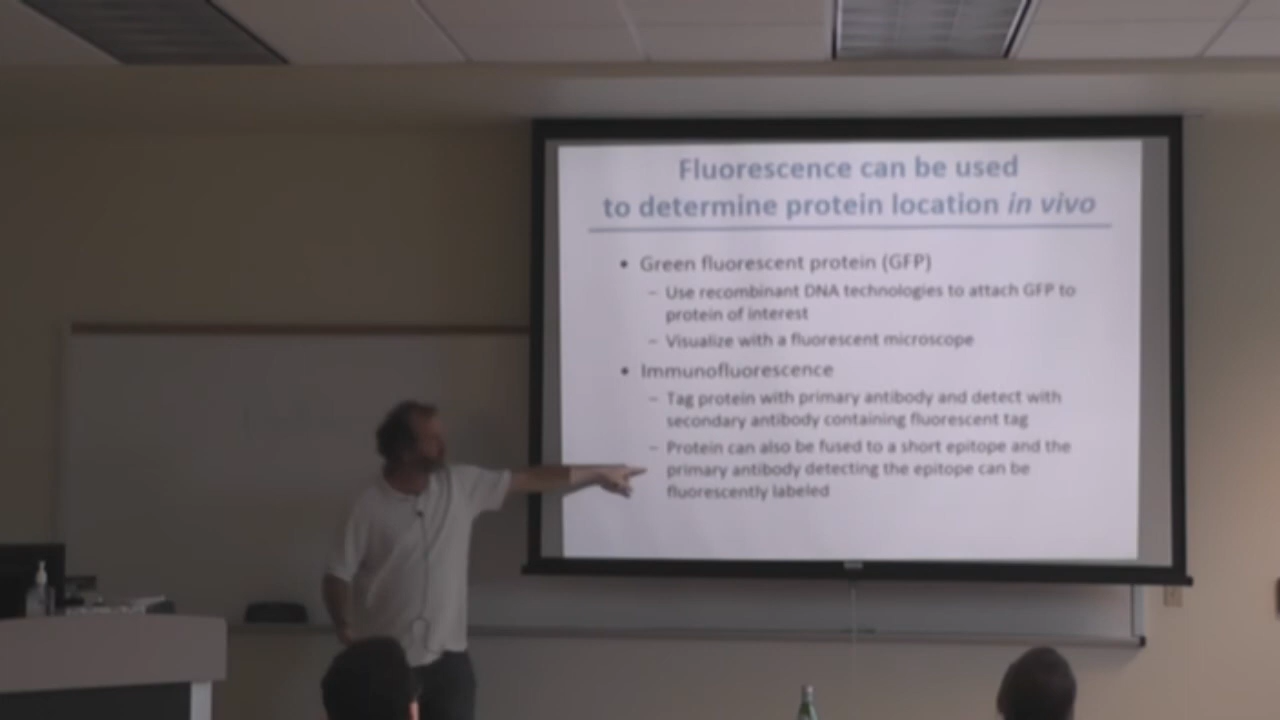 Fluorescence can be used
to determine protein location in vivo
• Green fluorescent protein (GFP)
– Use recombinant DNA technologies to attach GFP to
protein of interest
– Visualize with a fluorescent microscope
• Immunofluorescence
– Tag protein with primary antibody and detect with
secondary antibody containing fluorescent tag
– Protein can also be fused to a short epitope and the
primary antibody detecting the epitope can be
fluorescently labeled